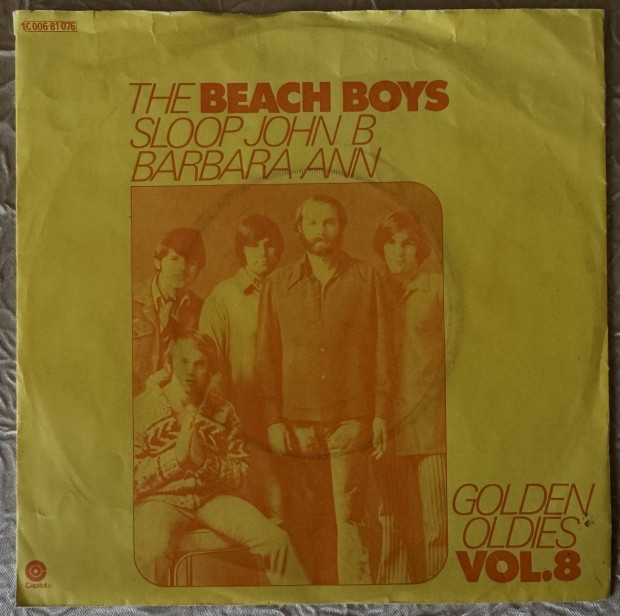 1C 006-81 076
THE BEACH BOYS
SLOOP JOHN B
BARBARA ANN
GOLDEN
OLDIES
VOL.8
Capitol